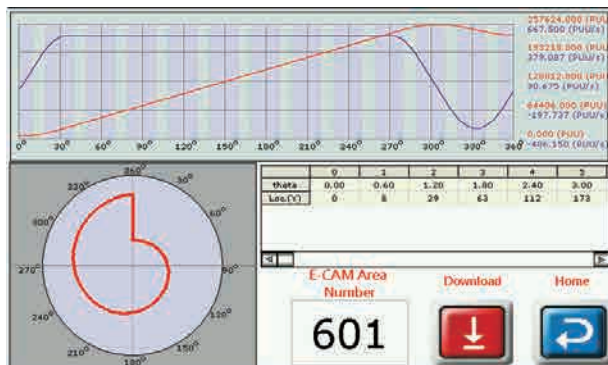 257624.000 (PUU)
667.500 (PUU/s)
193218.000 (PUU)
379.087 (PUU/s)
128812.000 (PUU)
90.675 (PUU/s)
64406.000 (PUU)
-197.737 (PUU/s)
0.000 (PUU)
-486.150 (PUU/s)
0° 30° 60° 90° 120° 150° 180° 210° 240° 270° 300° 330° 360°
0 1 2 3 4 5
theta 0.00 0.60 1.20 1.80 2.40 3.00
Loc.(Y) 0 8 29 63 112 173
360°
330° 30°
300° 60°
270° 90°
240° 120°
210° 150°
180°
E-CAM Area Download Home
Number
601